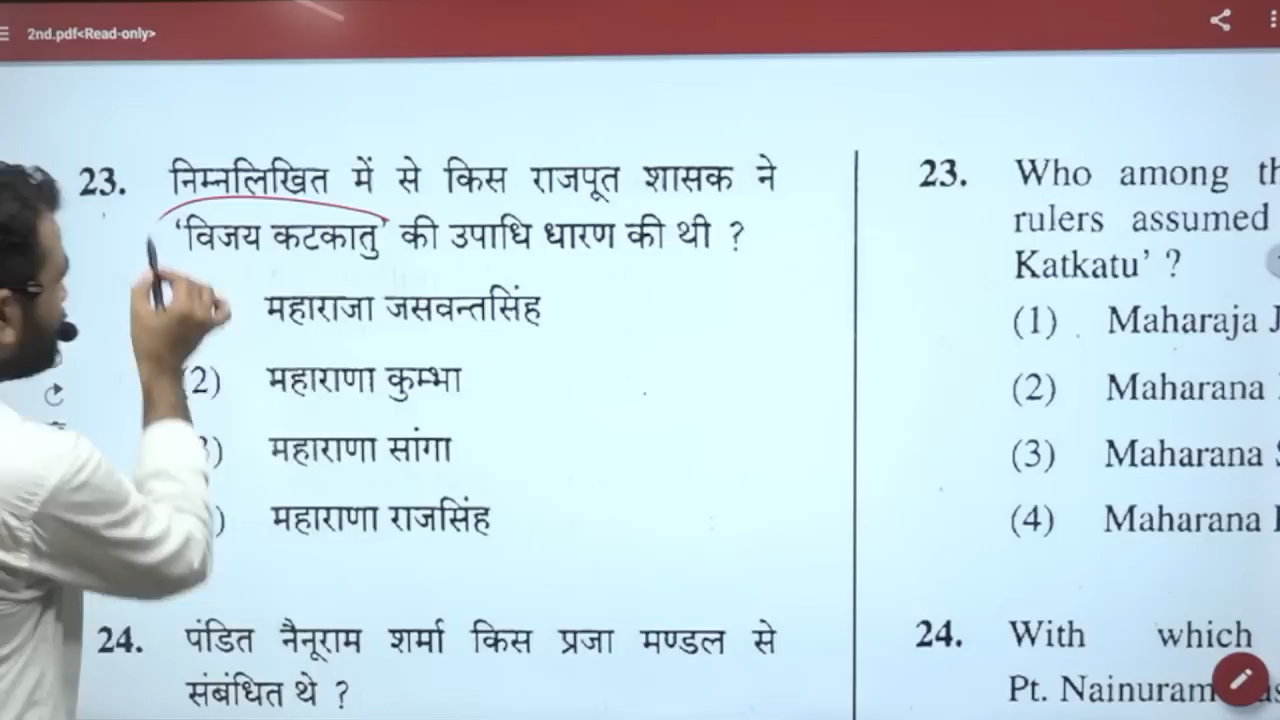 2nd.pdf<Read-only>
23. निम्नलिखित में से किस राजपूत शासक ने
‘विजय कटकातु’ की उपाधि धारण की थी ?
महाराजा जसवन्तसिंह
2) महाराणा कुम्भा
) महाराणा सांगा
) महाराणा राजसिंह
24. पंडित नैनूराम शर्मा किस प्रजा मण्डल से
संबंधित थे ?
23. Who among th
rulers assumed
Katkatu’ ?
(1) Maharaja J
(2) Maharana
(3) Maharana S
(4) Maharana
24. With which
Pt. Nainuram